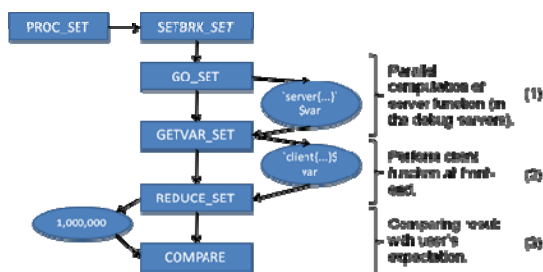 PROC_SET
SETBRK_SET
GO_SET
`server(...)`
$var
GETVAR_SET
`client(...)$
var
REDUCE_SET
1,000,000
COMPARE
Parallel
computation of
server function (in
the debug servers).
(1)
Perform client
function at front-
end.
(2)
Comparing result
with user's
expectation.
(3)